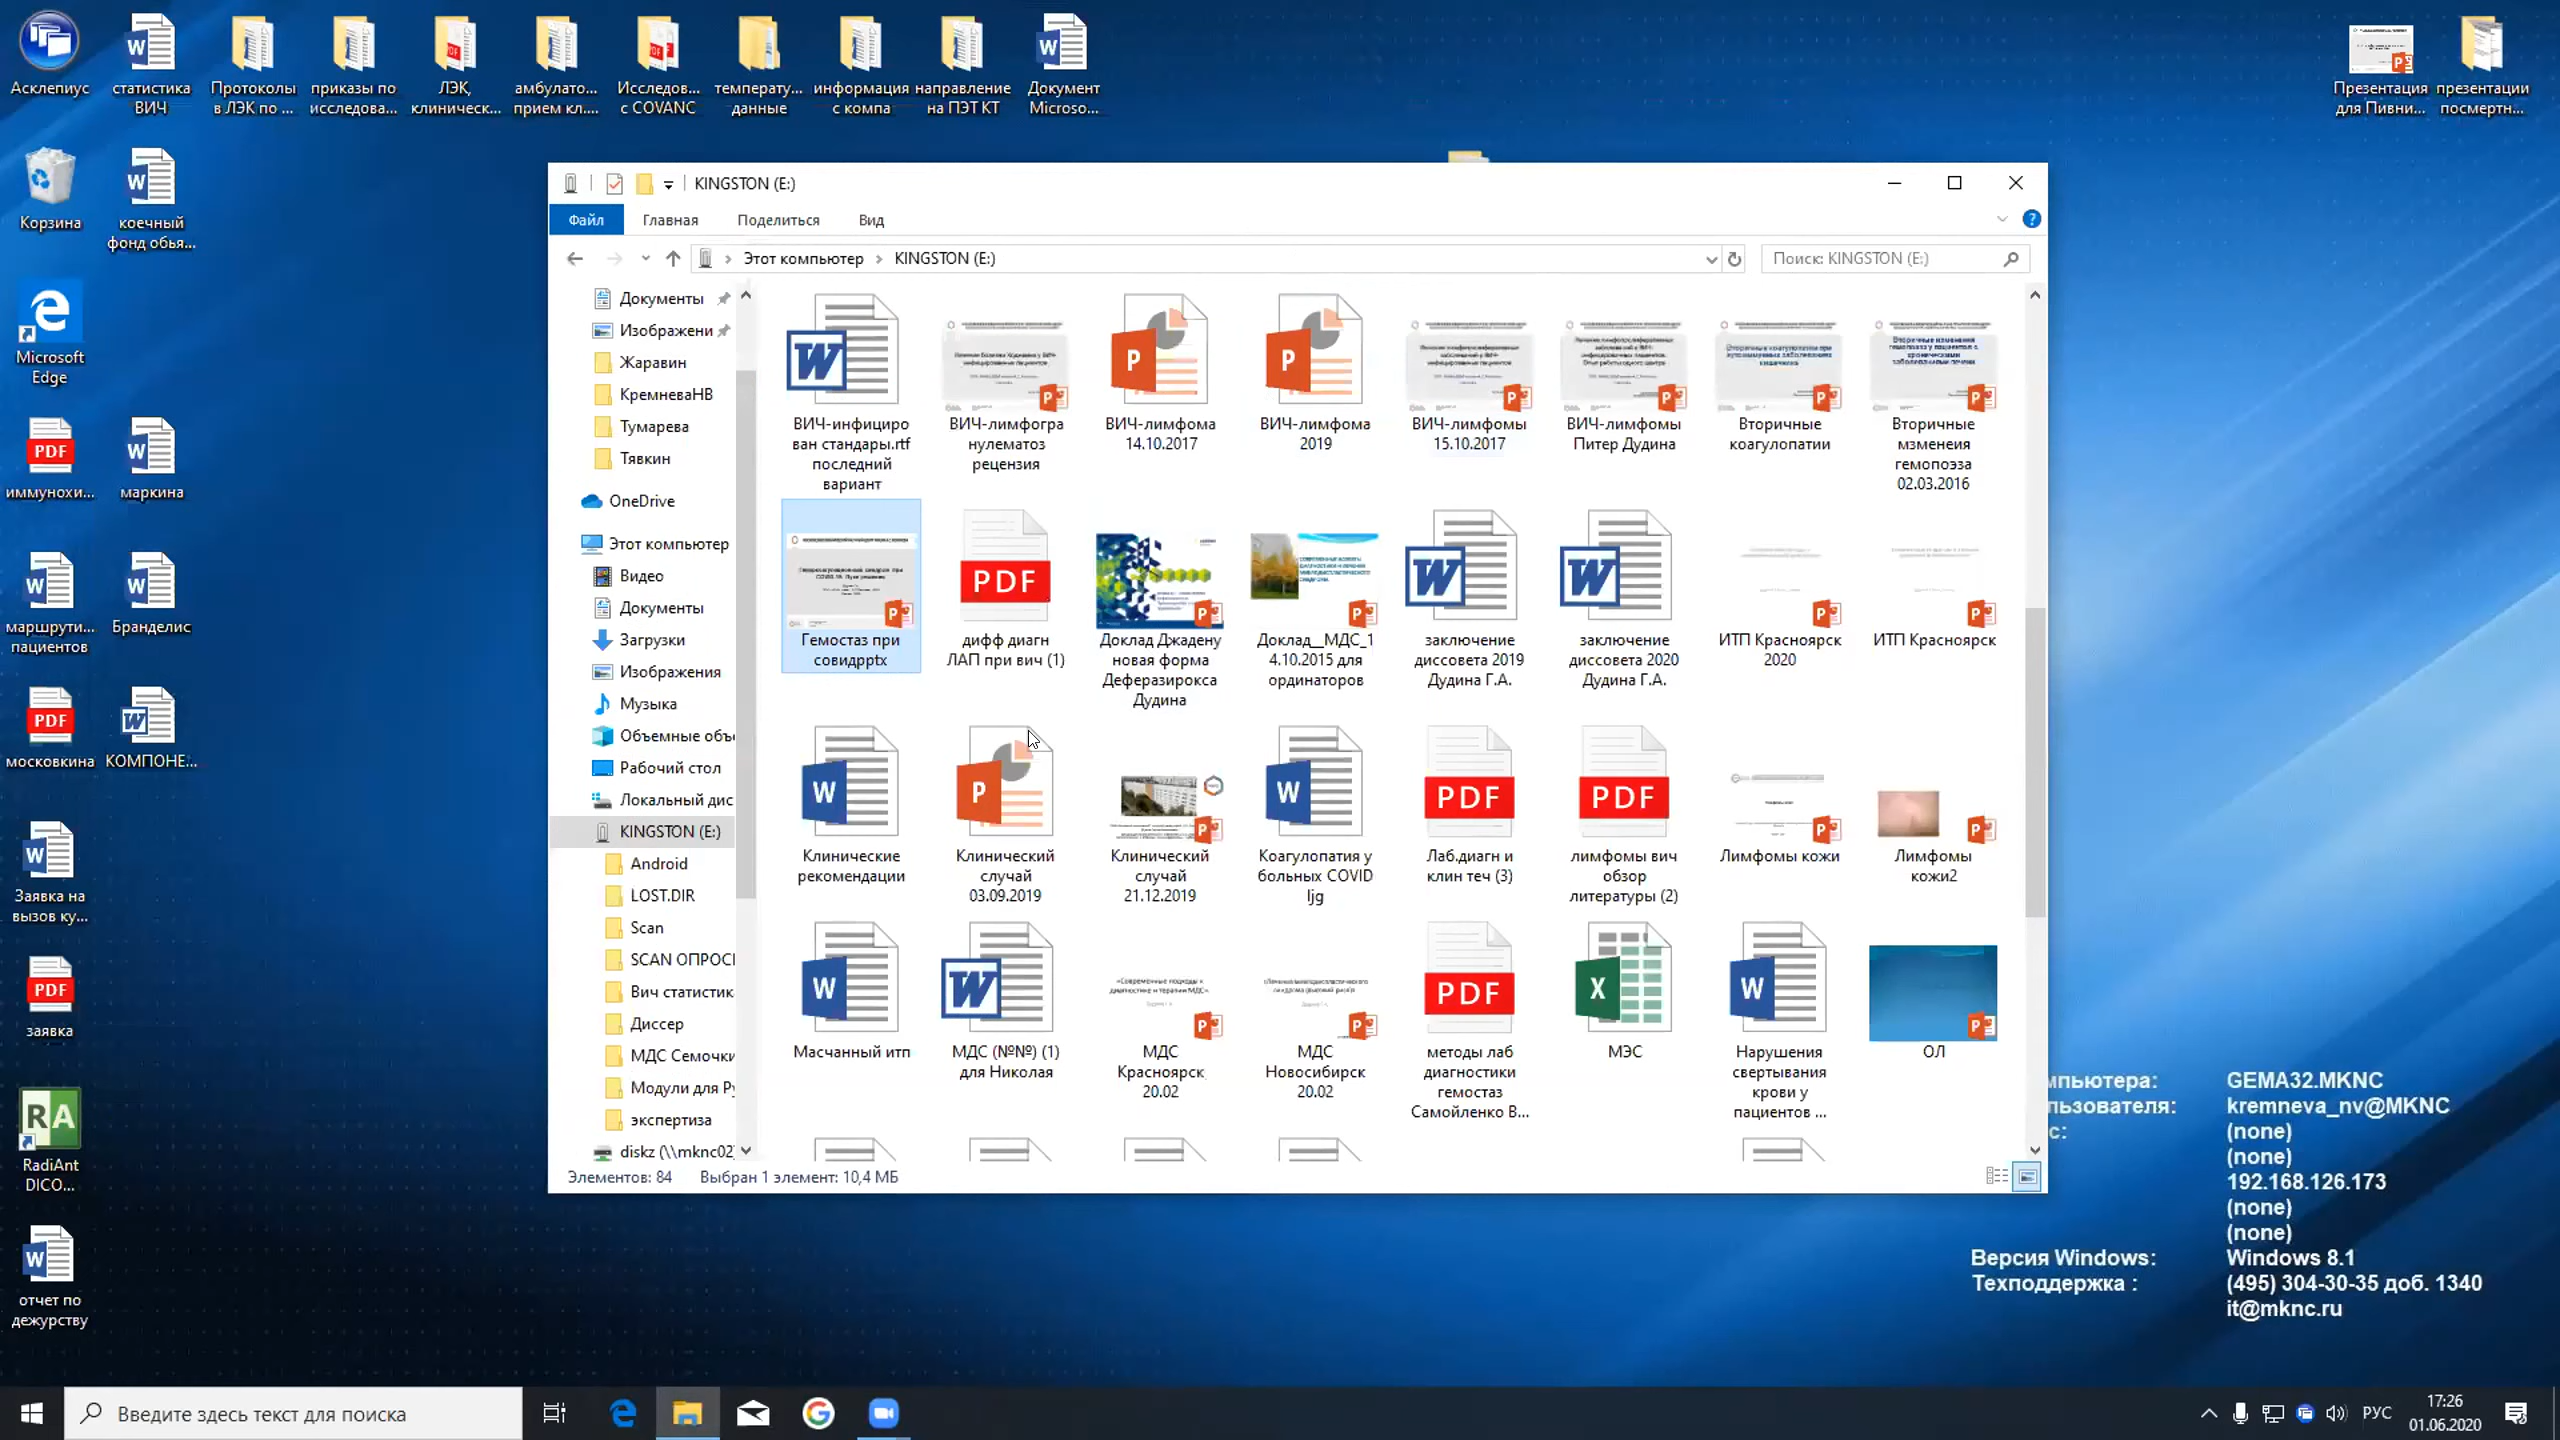 Асклепиус
статистика
ВИЧ
Протоколы
в ЛЭК по ...
приказы по
исследова...
ЛЭК,
клиническ...
амбулато...
прием кл....
Исследов...
с COVANC
температу...
данные
информация
с компа
направление
на ПЭТ КТ
Документ
Microso...
Презентация
для Пивни...
презентации
посмертн...
Корзина
коечный
фонд обья...
Microsoft
Edge
иммунохи...
маркина
маршрути...
пациентов
Бранделис
московкина
КОМПОНЕ...
Заявка на
вызов ку...
заявка
RadiAnt
DICO...
отчет по
дежурству
KINGSTON (E:)
Файл
Главная
Поделиться
Вид
Этот компьютер
KINGSTON (E:)
Поиск: KINGSTON (E:)
Документы
Изображени
Жаравин
КремневаНВ
Тумарева
Тявкин
OneDrive
Этот компьютер
Видео
Документы
Загрузки
Изображения
Музыка
Объемные объ
Рабочий стол
Локальный дис
KINGSTON (E:)
Android
LOST.DIR
Scan
SCAN ОПРОСІ
Вич статистик
Диссер
МДС Семочки
Модули для Ру
экспертиза
diskz (\\mknc02
ВИЧ-инфициро
ван стандары.rtf
последний
вариант
ВИЧ-лимфогра
нулематоз
рецензия
ВИЧ-лимфома
14.10.2017
ВИЧ-лимфома
2019
ВИЧ-лимфомы
15.10.2017
ВИЧ-лимфомы
Питер Дудина
Вторичные
коагулопатии
Вторичные
мзменеия
гемопоэза
02.03.2016
Гемостаз при
совидpptx
PDF
дифф диагн
ЛАП при вич (1)
Доклад Джадену
новая форма
Деферазирокса
Дудина
Доклад__МДС_1
4.10.2015 для
ординаторов
заключение
диссовета 2019
Дудина Г.А.
заключение
диссовета 2020
Дудина Г.А.
ИТП Красноярск
2020
ИТП Красноярск
Клинические
рекомендации
Клинический
случай
03.09.2019
Клинический
случай
21.12.2019
Коагулопатия у
больных COVID
ljg
PDF
Лаб.диагн и
клин теч (3)
PDF
лимфомы вич
обзор
литературы (2)
Лимфомы кожи
Лимфомы
кожи2
Масчанный итп
МДС (№№) (1)
для Николая
МДС
Красноярск
20.02
МДС
Новосибирск
20.02
PDF
методы лаб
диагностики
гемостаз
Самойленко В...
МЭС
Нарушения
свертывания
крови у
пациентов ...
ОЛ
Элементов: 84
Выбран 1 элемент: 10,4 МБ
мпьютера: GEMA32.MKNC
льзователя: kremneva_nv@MKNC
с: (none)
(none)
192.168.126.173
(none)
(none)
Версия Windows: Windows 8.1
Техподдержка : (495) 304-30-35 доб. 1340
it@mknc.ru
Введите здесь текст для поиска
РУС
17:26
01.06.2020